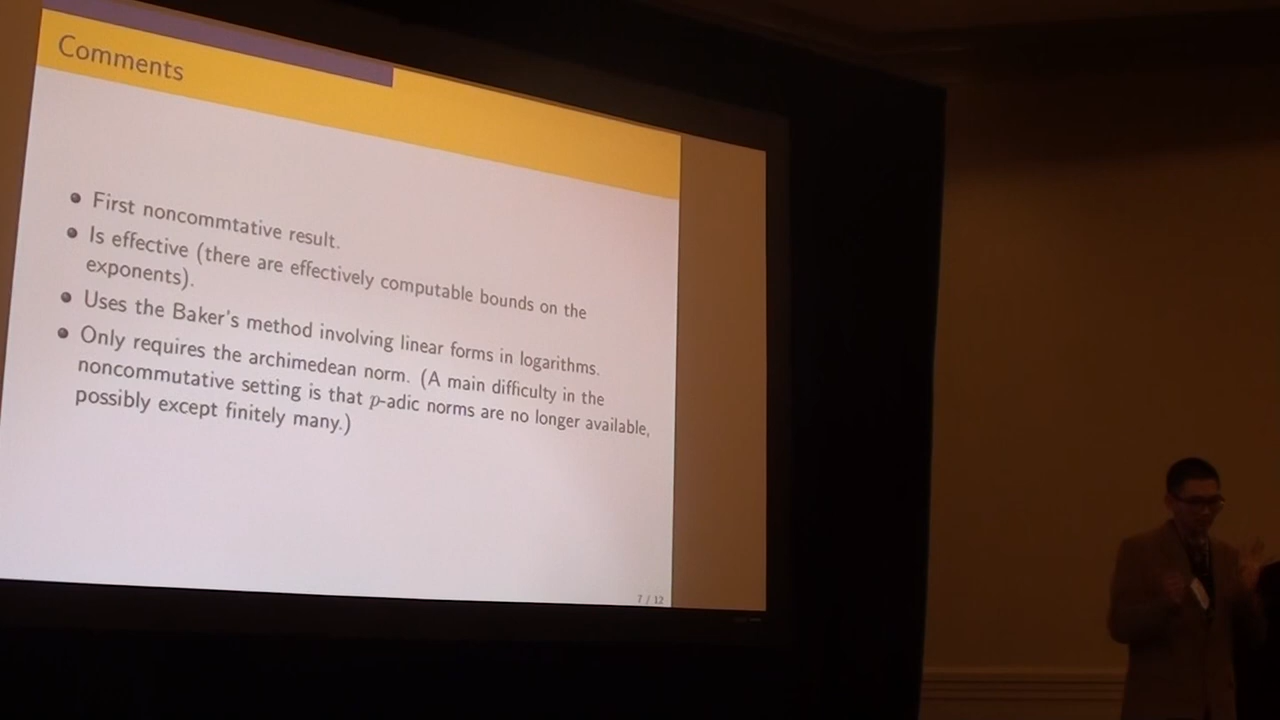 Comments
First noncommtative result.
Is effective (there are effectively computable bounds on the
exponents).
Uses the Baker's method involving linear forms in logarithms.
Only requires the archimedean norm. (A main difficulty in the
noncommutative setting is that p-adic norms are no longer available,
possibly except finitely many.)
7 / 12